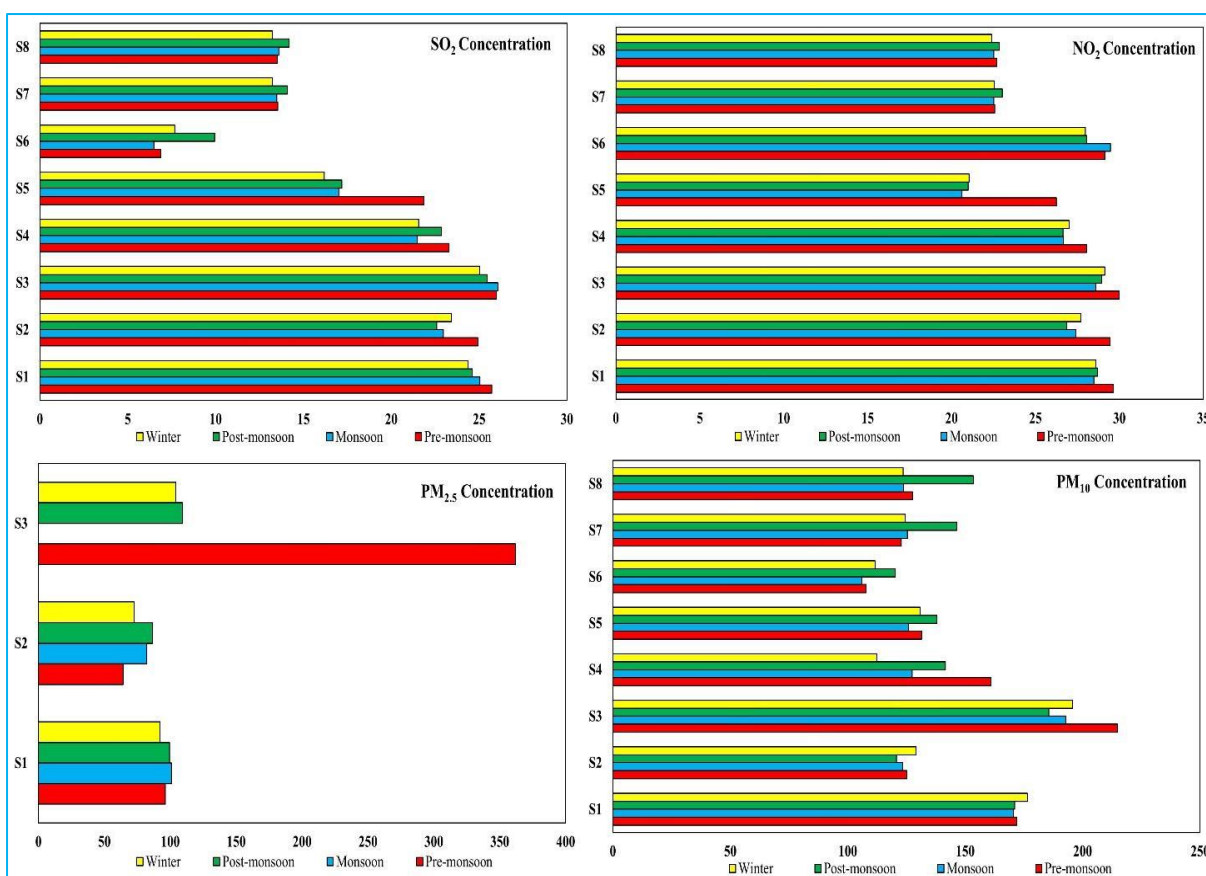 SO₂ Concentration
S8
S7
S6
S5
S4
S3
S2
S1
0 5 10 15 20 25 30
Winter Post-monsoon Monsoon Pre-monsoon
NO₂ Concentration
S8
S7
S6
S5
S4
S3
S2
S1
0 5 10 15 20 25 30 35
Winter Post-monsoon Monsoon Pre-monsoon
PM₂.₅ Concentration
S3
S2
S1
0 50 100 150 200 250 300 350 400
Winter Post-monsoon Monsoon Pre-monsoon
PM₁₀ Concentration
S8
S7
S6
S5
S4
S3
S2
S1
0 50 100 150 200 250
Winter Post-monsoon Monsoon Pre-monsoon